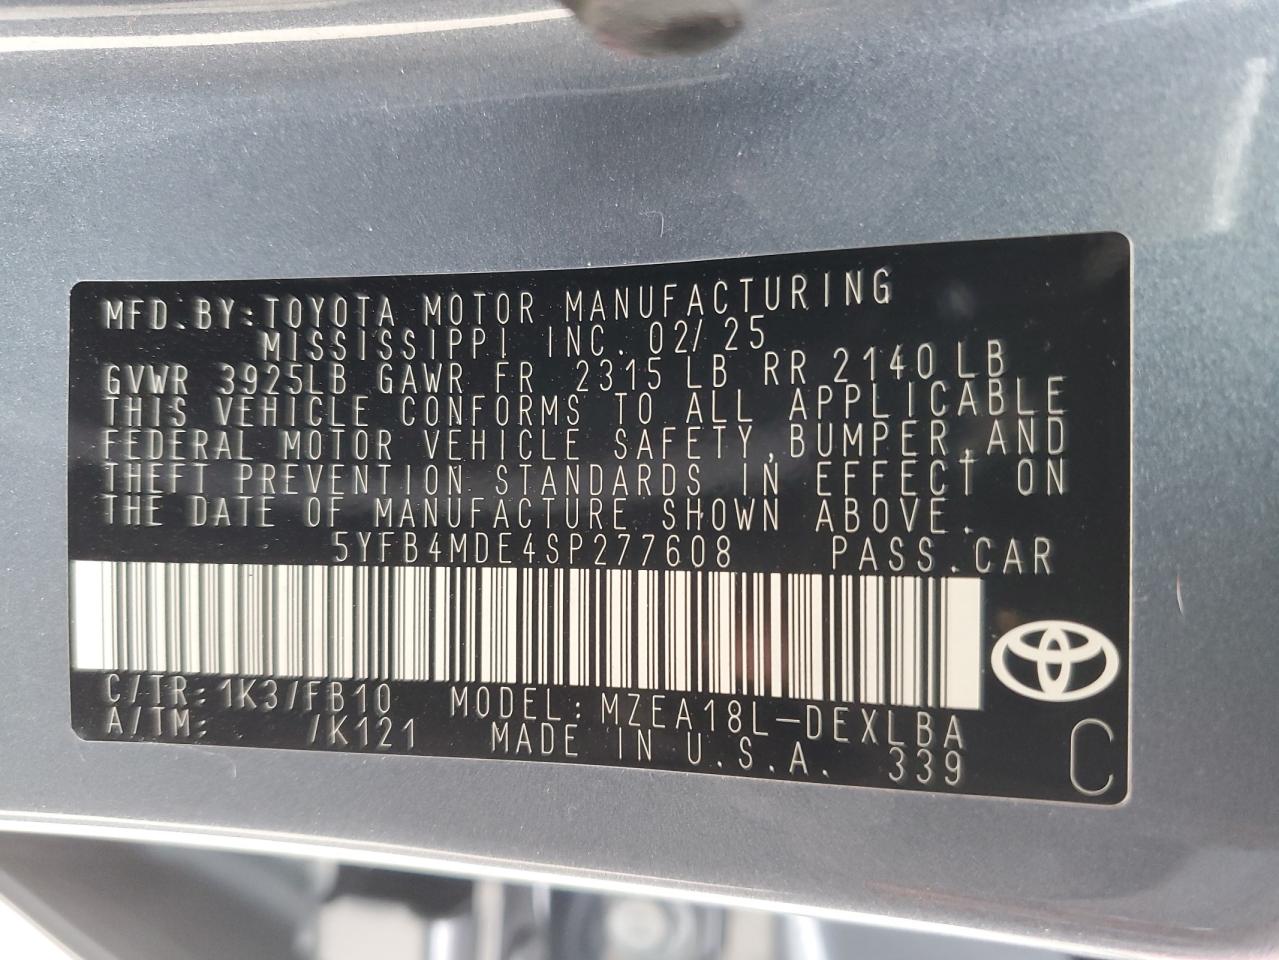 MFD.BY:TOYOTA MOTOR MANUFACTURING
MISSISSIPPI INC. 02/25
GVWR 3925LB GAWR FR 2315LB RR 2140LB
THIS VEHICLE CONFORMS TO ALL APPLICABLE
FEDERAL MOTOR VEHICLE SAFETY,BUMPER,AND
THEFT PREVENTION STANDARDS IN EFFECT ON
THE DATE OF MANUFACTURE SHOWN ABOVE.
5YFB4MDE4SP277608 PASS.CAR
C/TR:1K3/FB10 MODEL:MZEA18L-DEXLBA
A/TM: /K121 MADE IN U.S.A. 339
C